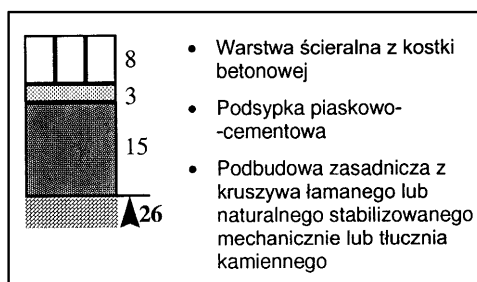 8
3
15
26
• Warstwa ścieralna z kostki
betonowej
• Podsypka piaskowo-
-cementowa
• Podbudowa zasadnicza z
kruszywa łamanego lub
naturalnego stabilizowanego
mechanicznie lub tłucznia
kamiennego